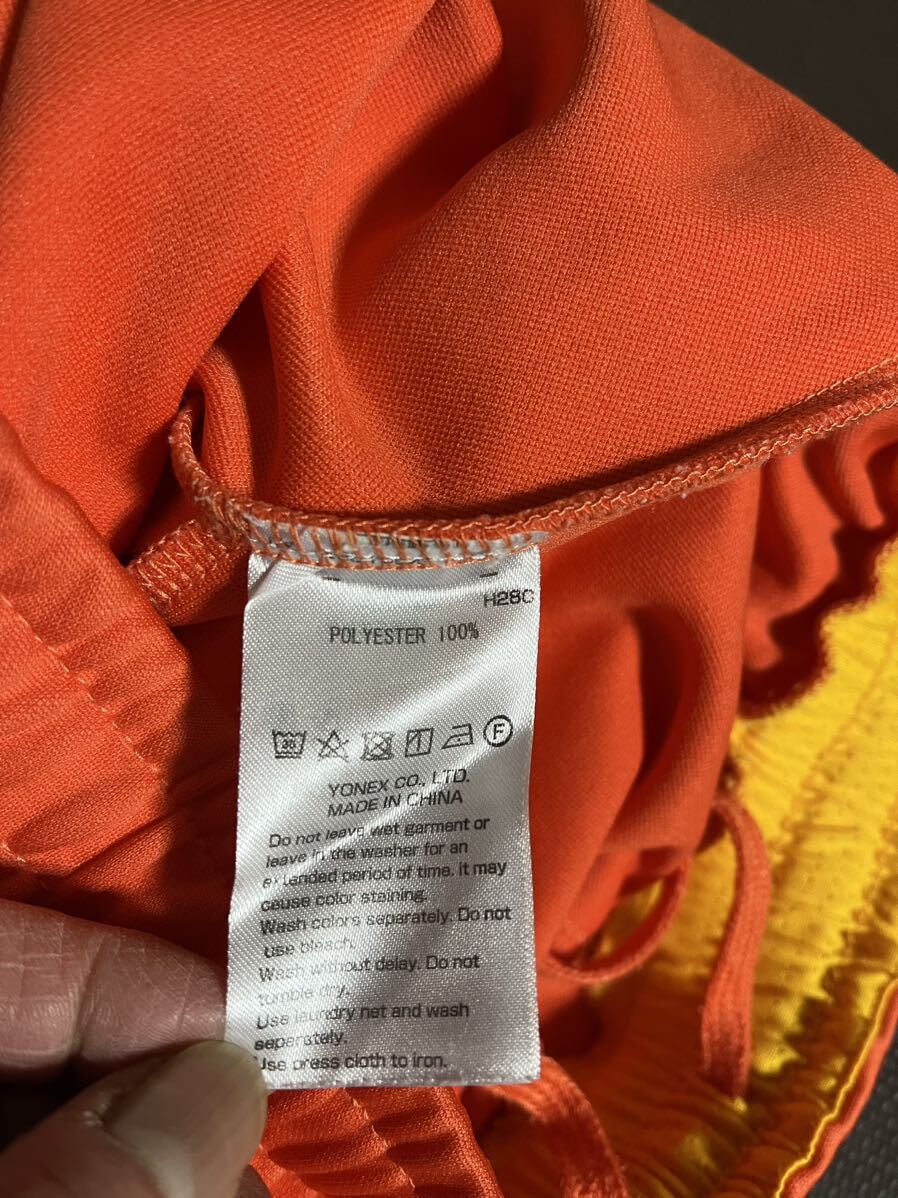 H28C
POLYESTER 100%
30 F
YONEX CO., LTD.
MADE IN CHINA
Do not leave wet garment or
leave in the washer for an
extended period of time. it may
cause color staining.
Wash colors separately. Do not
use bleach.
Wash without delay. Do not
tumble dry.
Use laundry net and wash
separately.
Use press cloth to iron.